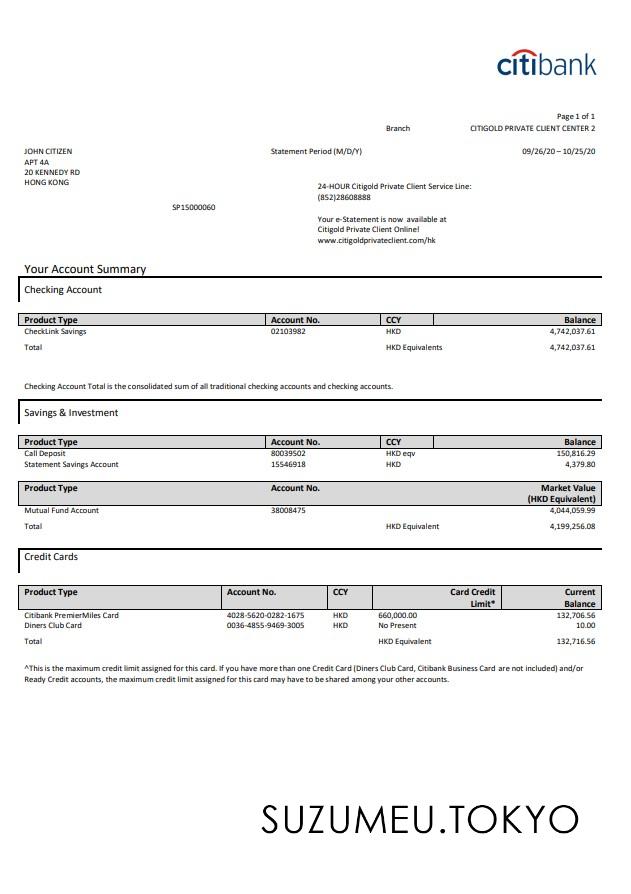 citibank
Page 1 of 1
Branch CITIGOLD PRIVATE CLIENT CENTER 2
JOHN CITIZEN Statement Period (M/D/Y) 09/26/20 – 10/25/20
APT 4A
20 KENNEDY RD
HONG KONG
24-HOUR Citigold Private Client Service Line:
(852)28608888
SP15000060
Your e-Statement is now available at
Citigold Private Client Online!
www.citigoldprivateclient.com/hk
Your Account Summary
Checking Account
Product Type Account No. CCY Balance
CheckLink Savings 02103982 HKD 4,742,037.61
Total HKD Equivalents 4,742,037.61
Checking Account Total is the consolidated sum of all traditional checking accounts and checking accounts.
Savings & Investment
Product Type Account No. CCY Balance
Call Deposit 80039502 HKD eqv 150,816.29
Statement Savings Account 15546918 HKD 4,379.80
Product Type Account No. Market Value
(HKD Equivalent)
Mutual Fund Account 38008475 4,044,059.99
Total HKD Equivalent 4,199,256.08
Credit Cards
Product Type Account No. CCY Card Credit Current
Limit* Balance
Citibank PremierMiles Card 4028-5620-0282-1675 HKD 660,000.00 132,706.56
Diners Club Card 0036-4855-9469-3005 HKD No Present 10.00
Total HKD Equivalent 132,716.56
^This is the maximum credit limit assigned for this card. If you have more than one Credit Card (Diners Club Card, Citibank Business Card are not included) and/or
Ready Credit accounts, the maximum credit limit assigned for this card may have to be shared among your other accounts.
SUZUMEU.TOKYO